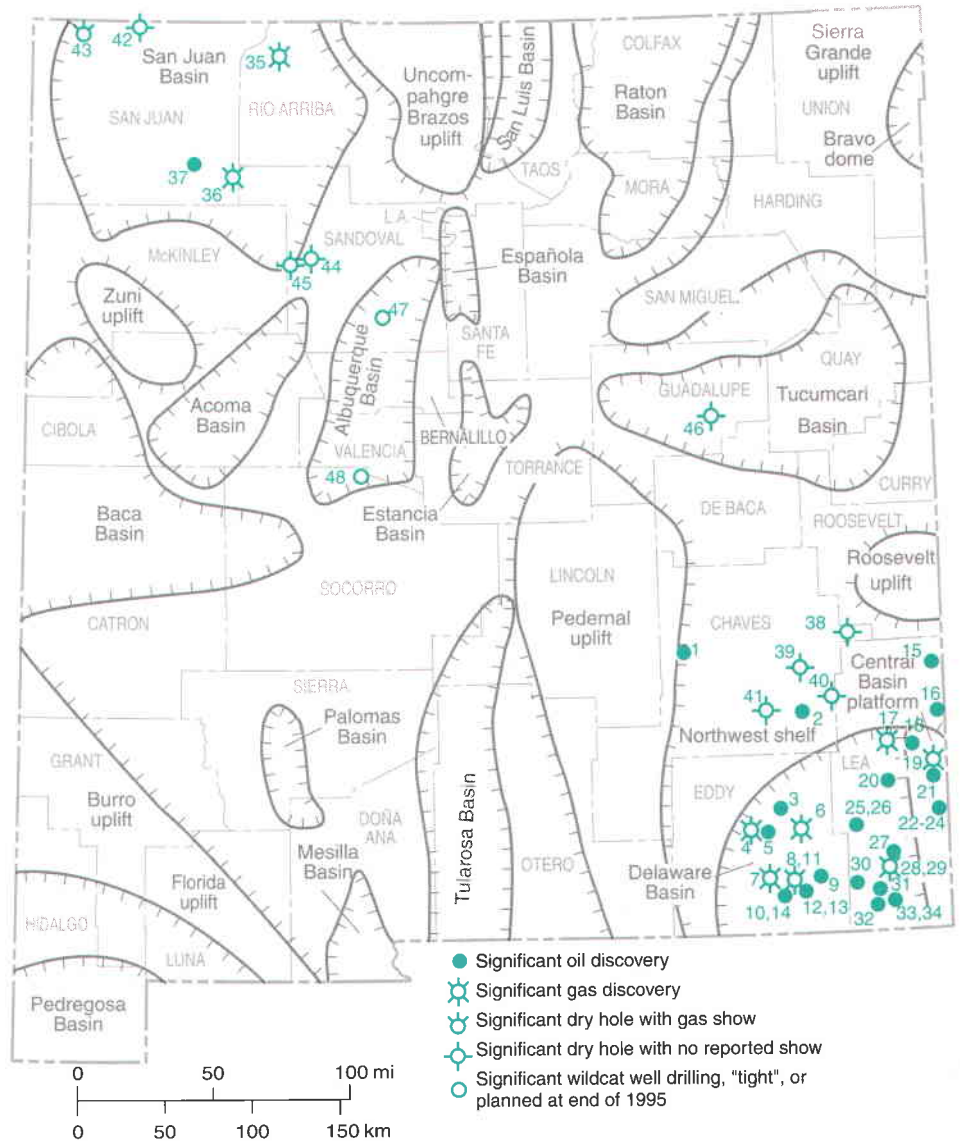 43
42
San Juan
Basin
35
SAN JUAN
RIO ARRIBA
37
36
Uncom-
pahgre
Brazos
uplift
San Luis Basin
COLFAX
Raton
Basin
Sierra
Grande
uplift
UNION
Bravo
dome
TAOS
MORA
HARDING
L.A.
SANDOVAL
McKINLEY
44
45
Española
Basin
Zuni
uplift
47
SAN MIGUEL
SANTA
FE
Albuquerque
Basin
QUAY
GUADALUPE
Tucumcari
Basin
46
Acoma
Basin
CIBOLA
BERNALILLO
VALENCIA
48
TORRANCE
CURRY
Estancia
Basin
DE BACA
ROOSEVELT
Baca
Basin
Roosevelt
uplift
LINCOLN
SOCORRO
CATRON
Pedernal
uplift
CHAVES
38
1
39
15
Central
Basin
platform
40
16
41
2
Northwest shelf
17
18
SIERRA
Palomas
Basin
LEA
19
GRANT
20
21
EDDY
Burro
uplift
3
6
25,26
22-24
DOÑA
ANA
4
5
27
Mesilla
Basin
Tularosa Basin
OTERO
Delaware
Basin
8,11
30
28,29
7
9
31
Florida
uplift
10,14
12,13
32
33,34
HIDALGO
LUNA
Pedregosa
Basin
Significant oil discovery
Significant gas discovery
Significant dry hole with gas show
Significant dry hole with no reported show
Significant wildcat well drilling, "tight", or
planned at end of 1995
0 50 100 mi
0 50 100 150 km